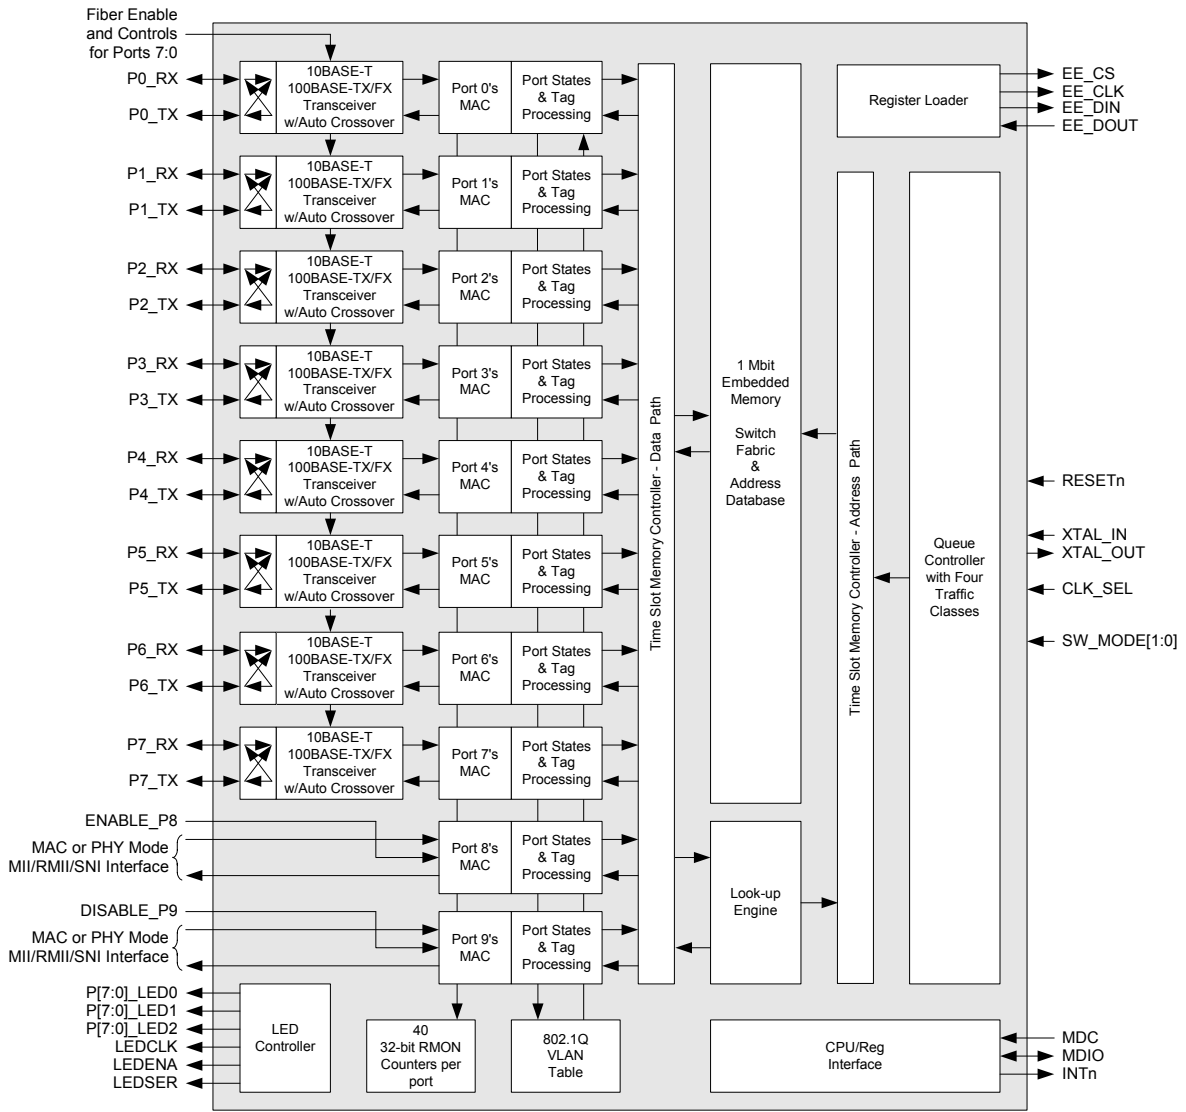 Fiber Enable
and Controls
for Ports 7:0
P0_RX
P0_TX
10BASE-T
100BASE-TX/FX
Transceiver
w/Auto Crossover
Port 0's
MAC
Port States
& Tag
Processing
P1_RX
P1_TX
10BASE-T
100BASE-TX/FX
Transceiver
w/Auto Crossover
Port 1's
MAC
Port States
& Tag
Processing
P2_RX
P2_TX
10BASE-T
100BASE-TX/FX
Transceiver
w/Auto Crossover
Port 2's
MAC
Port States
& Tag
Processing
P3_RX
P3_TX
10BASE-T
100BASE-TX/FX
Transceiver
w/Auto Crossover
Port 3's
MAC
Port States
& Tag
Processing
P4_RX
P4_TX
10BASE-T
100BASE-TX/FX
Transceiver
w/Auto Crossover
Port 4's
MAC
Port States
& Tag
Processing
P5_RX
P5_TX
10BASE-T
100BASE-TX/FX
Transceiver
w/Auto Crossover
Port 5's
MAC
Port States
& Tag
Processing
P6_RX
P6_TX
10BASE-T
100BASE-TX/FX
Transceiver
w/Auto Crossover
Port 6's
MAC
Port States
& Tag
Processing
P7_RX
P7_TX
10BASE-T
100BASE-TX/FX
Transceiver
w/Auto Crossover
Port 7's
MAC
Port States
& Tag
Processing
ENABLE_P8
MAC or PHY Mode
MII/RMII/SNI Interface
Port 8's
MAC
Port States
& Tag
Processing
DISABLE_P9
MAC or PHY Mode
MII/RMII/SNI Interface
Port 9's
MAC
Port States
& Tag
Processing
P[7:0]_LED0
P[7:0]_LED1
P[7:0]_LED2
LEDCLK
LEDENA
LEDSER
LED
Controller
40
32-bit RMON
Counters per
port
802.1Q
VLAN
Table
Time Slot Memory Controller - Data Path
1 Mbit
Embedded
Memory
Switch
Fabric
&
Address
Database
Look-up
Engine
Time Slot Memory Controller - Address Path
Queue
Controller
with Four
Traffic
Classes
Register Loader
EE_CS
EE_CLK
EE_DIN
EE_DOUT
RESETn
XTAL_IN
XTAL_OUT
CLK_SEL
SW_MODE[1:0]
CPU/Reg
Interface
MDC
MDIO
INTn